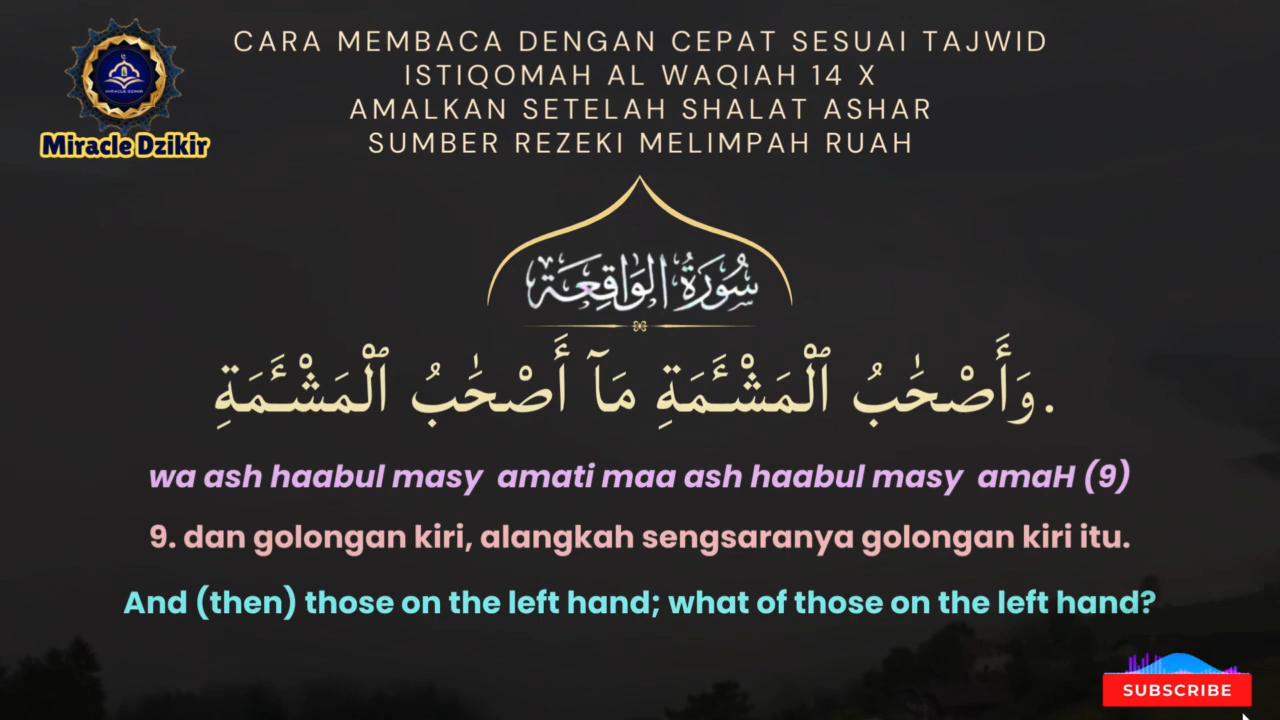 CARA MEMBACA DENGAN CEPAT SESUAI TAJWID
ISTIQOMAH AL WAQIAH 14 X
AMALKAN SETELAH SHALAT ASHAR
SUMBER REZEKI MELIMPAH RUAH
MIRACLE DZIKIR
Miracle Dzikir
سُورَةُ الوَاقِعَة
وَأَصْحَٰبُ ٱلْمَشْـَٔمَةِ مَآ أَصْحَٰبُ ٱلْمَشْـَٔمَةِ.
wa ash haabul masy  amati maa ash haabul masy  amaH (9)
9. dan golongan kiri, alangkah sengsaranya golongan kiri itu.
And (then) those on the left hand; what of those on the left hand?
SUBSCRIBE